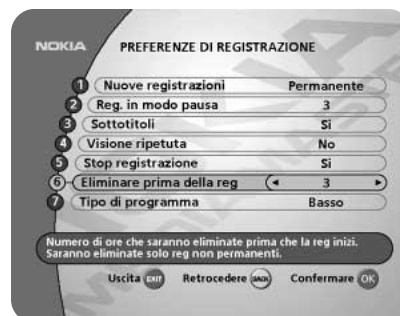 NOKIA PREFERENZE DI REGISTRAZIONE
1 Nuove registrazioni Permanente
2 Reg. in modo pausa 3
3 Sottotitoli Si
4 Visione ripetuta No
5 Stop registrazione Si
6 Eliminare prima della reg 3
7 Tipo di programma Basso
Numero di ore che saranno eliminate prima che la reg inizi.
Saranno eliminate solo reg non permanenti.
Uscita EXIT Retrocedere BACK Confermare OK